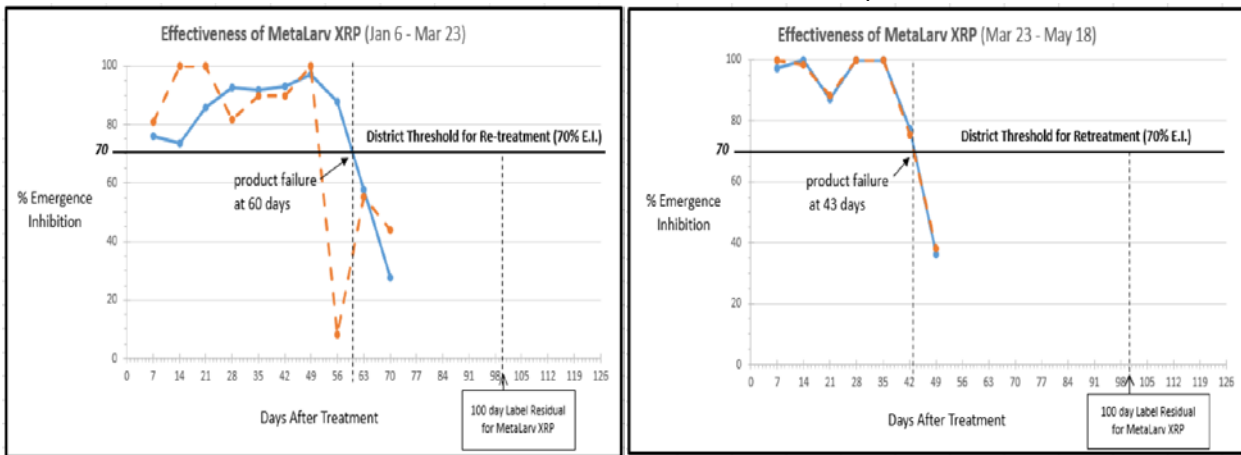 Effectiveness of MetaLarv XRP (Jan 6 - Mar 23)
100
80
District Threshold for Re-treatment (70% E.I.)
70
product failure
at 60 days
60
% Emergence
Inhibition
40
20
0
0 7 14 21 28 35 42 49 56 63 70 77 84 91 98 105 112 119 126
Days After Treatment
100 day Label Residual
for MetaLarv XRP
Effectiveness of MetaLarv XRP (Mar 23 - May 18)
100
80
District Threshold for Retreatment (70% E.I.)
70
product failure
at 43 days
60
% Emergence
Inhibition
40
20
0
0 7 14 21 28 35 42 49 56 63 70 77 84 91 98 105 112 119 126
Days After Treatment
100 day Label Residual
for MetaLarv XRP